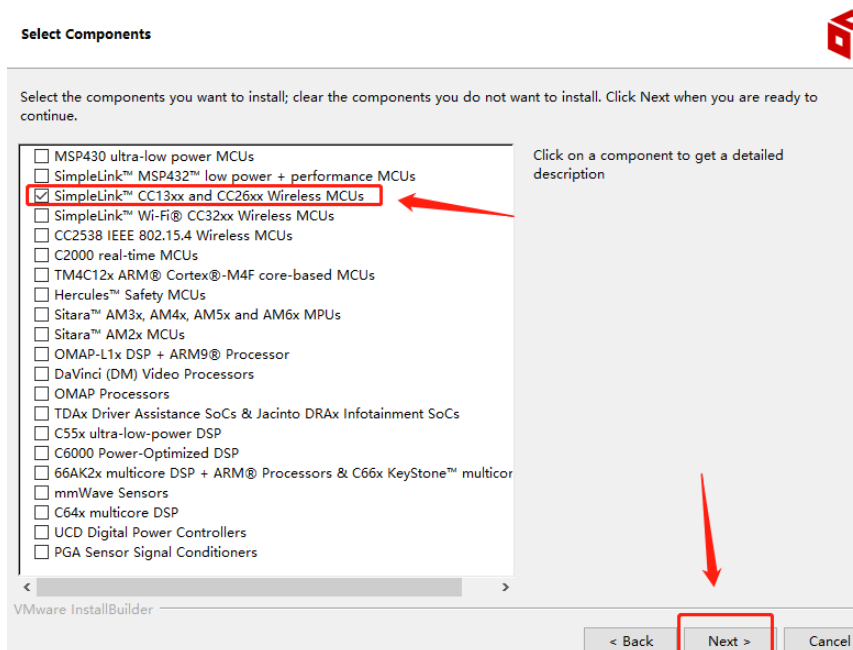 Select Components
Select the components you want to install; clear the components you do not want to install. Click Next when you are ready to
continue.
MSP430 ultra-low power MCUs
SimpleLink™ MSP432™ low power + performance MCUs
SimpleLink™ CC13xx and CC26xx Wireless MCUs
SimpleLink™ Wi-Fi® CC32xx Wireless MCUs
CC2538 IEEE 802.15.4 Wireless MCUs
C2000 real-time MCUs
TM4C12x ARM® Cortex®-M4F core-based MCUs
Hercules™ Safety MCUs
Sitara™ AM3x, AM4x, AM5x and AM6x MPUs
Sitara™ AM2x MCUs
OMAP-L1x DSP + ARM9® Processor
DaVinci (DM) Video Processors
OMAP Processors
TDAx Driver Assistance SoCs & Jacinto DRAx Infotainment SoCs
C55x ultra-low-power DSP
C6000 Power-Optimized DSP
66AK2x multicore DSP + ARM® Processors & C66x KeyStone™ multicor
mmWave Sensors
C64x multicore DSP
UCD Digital Power Controllers
PGA Sensor Signal Conditioners
Click on a component to get a detailed
description
VMware InstallBuilder
< Back
Next >
Cancel